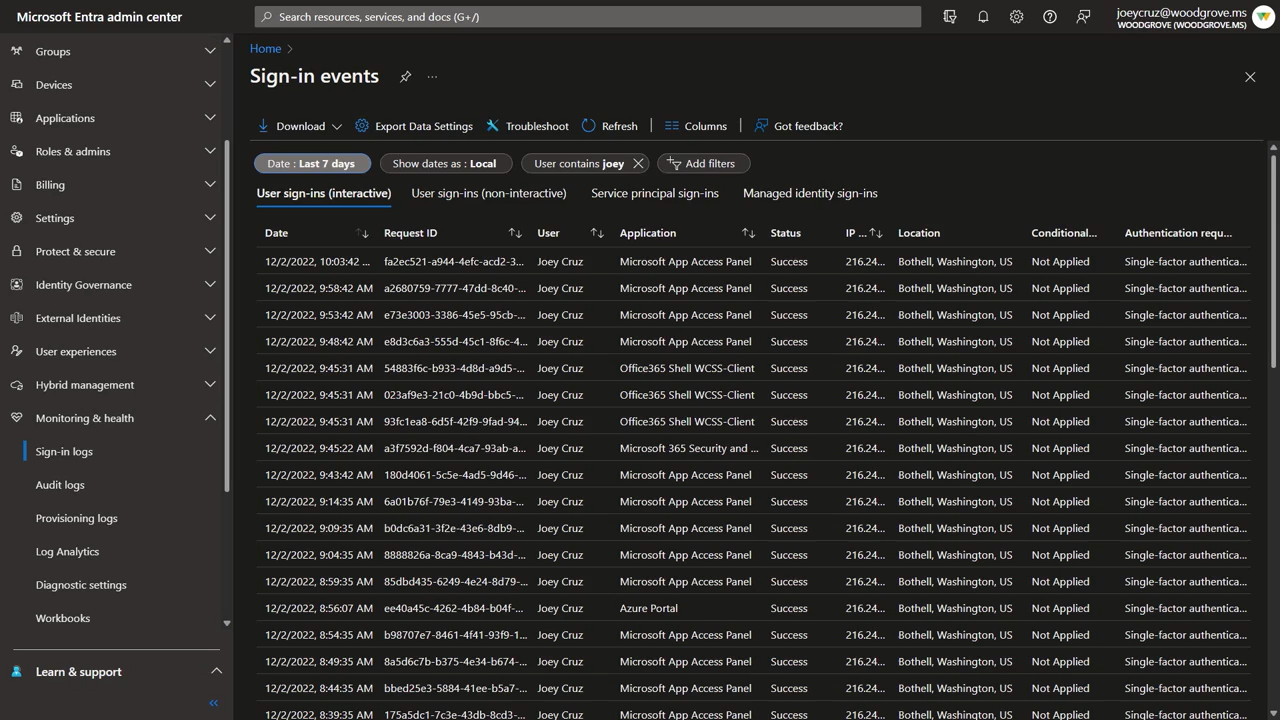 Microsoft Entra admin center
Search resources, services, and docs (G+/)
joeycruz@woodgrove.ms
WOODGROVE (WOODGROVE.MS)
Groups
Devices
Applications
Roles & admins
Billing
Settings
Protect & secure
Identity Governance
External Identities
User experiences
Hybrid management
Monitoring & health
Sign-in logs
Audit logs
Provisioning logs
Log Analytics
Diagnostic settings
Workbooks
Learn & support
Home
Sign-in events
Download Export Data Settings Troubleshoot Refresh Columns Got feedback?
Date : Last 7 days Show dates as : Local User contains joey Add filters
User sign-ins (interactive) User sign-ins (non-interactive) Service principal sign-ins Managed identity sign-ins
Date Request ID User Application Status IP ... Location Conditional... Authentication requ...
12/2/2022, 10:03:42 ... fa2ec521-a944-4efc-acd2-3... Joey Cruz Microsoft App Access Panel Success 216.24... Bothell, Washington, US Not Applied Single-factor authentica...
12/2/2022, 9:58:42 AM a2680759-7777-47dd-8c40-... Joey Cruz Microsoft App Access Panel Success 216.24... Bothell, Washington, US Not Applied Single-factor authentica...
12/2/2022, 9:53:42 AM e73e3003-3386-45e5-95cb-... Joey Cruz Microsoft App Access Panel Success 216.24... Bothell, Washington, US Not Applied Single-factor authentica...
12/2/2022, 9:48:42 AM e8d3c6a3-555d-45c1-8f6c-4... Joey Cruz Microsoft App Access Panel Success 216.24... Bothell, Washington, US Not Applied Single-factor authentica...
12/2/2022, 9:45:31 AM 54883f6c-b933-4d8d-a9d5-... Joey Cruz Office365 Shell WCSS-Client Success 216.24... Bothell, Washington, US Not Applied Single-factor authentica...
12/2/2022, 9:45:31 AM 023af9e3-21c0-4b9d-bbc5-... Joey Cruz Office365 Shell WCSS-Client Success 216.24... Bothell, Washington, US Not Applied Single-factor authentica...
12/2/2022, 9:45:31 AM 93fc1ea8-6d5f-42f9-9fad-94... Joey Cruz Office365 Shell WCSS-Client Success 216.24... Bothell, Washington, US Not Applied Single-factor authentica...
12/2/2022, 9:45:22 AM a3f7592d-f804-4ca7-93ab-a... Joey Cruz Microsoft 365 Security and ... Success 216.24... Bothell, Washington, US Not Applied Single-factor authentica...
12/2/2022, 9:43:42 AM 180d4061-5c5e-4ad5-9d46-... Joey Cruz Microsoft App Access Panel Success 216.24... Bothell, Washington, US Not Applied Single-factor authentica...
12/2/2022, 9:14:35 AM 6a01b76f-79e3-4149-93ba-... Joey Cruz Microsoft App Access Panel Success 216.24... Bothell, Washington, US Not Applied Single-factor authentica...
12/2/2022, 9:09:35 AM b0dc6a31-3f2e-43e6-8db9-... Joey Cruz Microsoft App Access Panel Success 216.24... Bothell, Washington, US Not Applied Single-factor authentica...
12/2/2022, 9:04:35 AM 8888826a-8ca9-4843-b43d-... Joey Cruz Microsoft App Access Panel Success 216.24... Bothell, Washington, US Not Applied Single-factor authentica...
12/2/2022, 8:59:35 AM 85dbd435-6249-4e24-8d79-... Joey Cruz Microsoft App Access Panel Success 216.24... Bothell, Washington, US Not Applied Single-factor authentica...
12/2/2022, 8:56:07 AM ee40a45c-4262-4b84-b04f-... Joey Cruz Azure Portal Success 216.24... Bothell, Washington, US Not Applied Single-factor authentica...
12/2/2022, 8:54:35 AM b98707e7-8461-4f41-93f9-1... Joey Cruz Microsoft App Access Panel Success 216.24... Bothell, Washington, US Not Applied Single-factor authentica...
12/2/2022, 8:49:35 AM 8a5d6c7b-b375-4e34-b674-... Joey Cruz Microsoft App Access Panel Success 216.24... Bothell, Washington, US Not Applied Single-factor authentica...
12/2/2022, 8:44:35 AM bbed25e3-5884-41ee-b5a7-... Joey Cruz Microsoft App Access Panel Success 216.24... Bothell, Washington, US Not Applied Single-factor authentica...
12/2/2022, 8:39:35 AM 175a5dc1-7c3e-43db-8cd3-... Joey Cruz Microsoft App Access Panel Success 216.24... Bothell, Washington, US Not Applied Single-factor authentica...